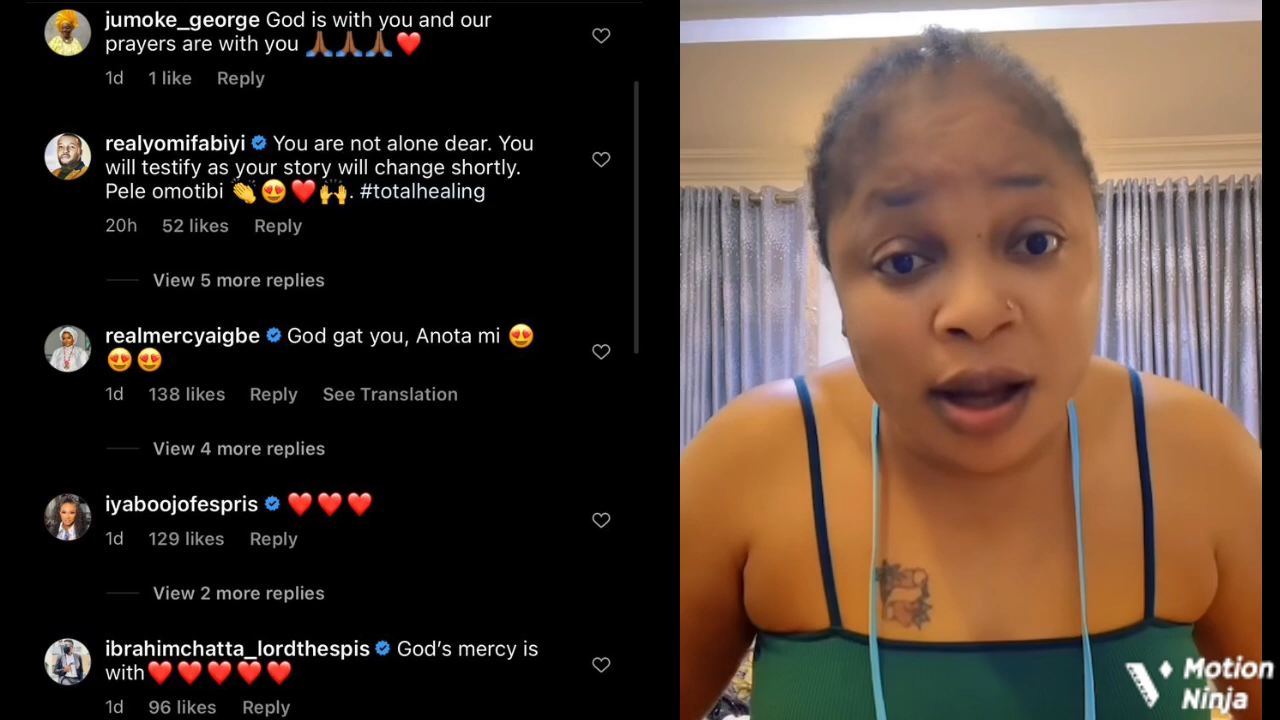 jumoke_george God is with you and our
prayers are with you 🙏🏾🙏🏾🙏🏾❤️
1d 1 like Reply
realyomifabiyi You are not alone dear. You
will testify as your story will change shortly.
Pele omotibi 👏😍❤️🙌. #totalhealing
20h 52 likes Reply
View 5 more replies
realmercyaigbe God gat you, Anota mi 😍
😍😍
1d 138 likes Reply See Translation
View 4 more replies
iyaboojofespris ❤️❤️❤️
1d 129 likes Reply
View 2 more replies
ibrahimchatta_lordthespis God’s mercy is
with❤️❤️❤️❤️❤️
1d 96 likes Reply
Motion
Ninja